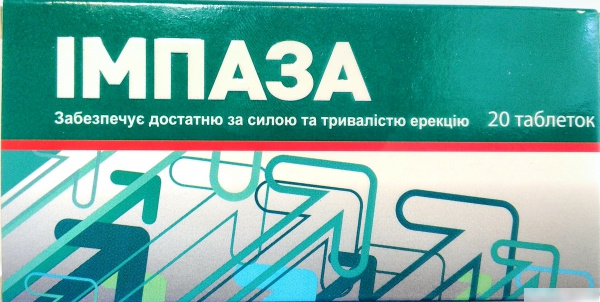 ІМПАЗА
Забезпечує достатню за силою та тривалістю ерекцію 20 таблеток